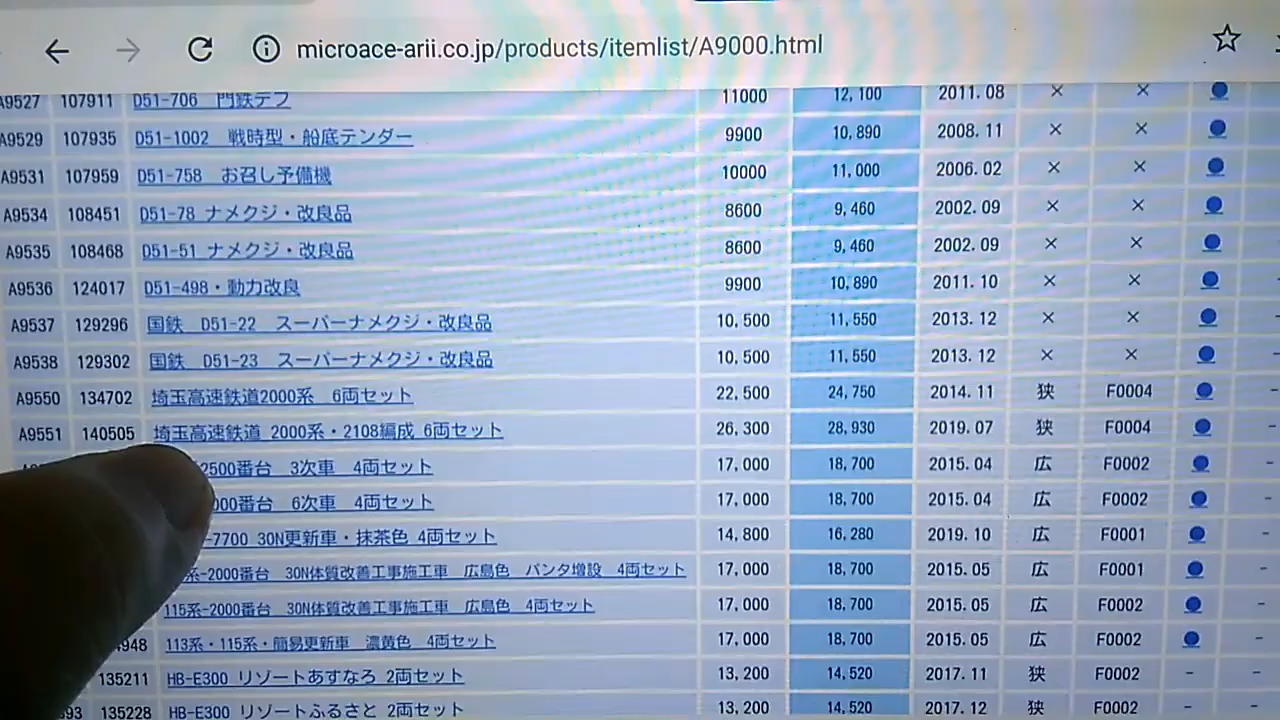 microace-arii.co.jp/products/itemlist/A9000.html
A9527 107911 D51-706 門鉄デフ 11000 12,100 2011.08 × ×
A9529 107935 D51-1002 戦時型・船底テンダー 9900 10,890 2008.11 × ×
A9531 107959 D51-758 お召し予備機 10000 11,000 2006.02 × ×
A9534 108451 D51-78 ナメクジ・改良品 8600 9,460 2002.09 × ×
A9535 108468 D51-51 ナメクジ・改良品 8600 9,460 2002.09 × ×
A9536 124017 D51-498・動力改良 9900 10,890 2011.10 × × -
A9537 129296 国鉄 D51-22 スーパーナメクジ・改良品 10,500 11,550 2013.12 × × -
A9538 129302 国鉄 D51-23 スーパーナメクジ・改良品 10,500 11,550 2013.12 × × -
A9550 134702 埼玉高速鉄道2000系 6両セット 22,500 24,750 2014.11 狭 F0004 -
A9551 140505 埼玉高速鉄道 2000系・2108編成 6両セット 26,300 28,930 2019.07 狭 F0004 -
2500番台 3次車 4両セット 17,000 18,700 2015.04 広 F0002 -
000番台 6次車 4両セット 17,000 18,700 2015.04 広 F0002 -
-7700 30N更新車・抹茶色 4両セット 14,800 16,280 2019.10 広 F0001 -
系-2000番台 30N体質改善工事施工車 広島色 パンタ増設 4両セット 17,000 18,700 2015.05 広 F0001 -
115系-2000番台 30N体質改善工事施工車 広島色 4両セット 17,000 18,700 2015.05 広 F0002 -
948 113系・115系・簡易更新車 濃黄色 4両セット 17,000 18,700 2015.05 広 F0002 -
135211 HB-E300 リゾートあすなろ 2両セット 13,200 14,520 2017.11 狭 F0002 - -
593 135228 HB-E300 リゾートふるさと 2両セット 13,200 14,520 2017.12 狭 F0002 - -